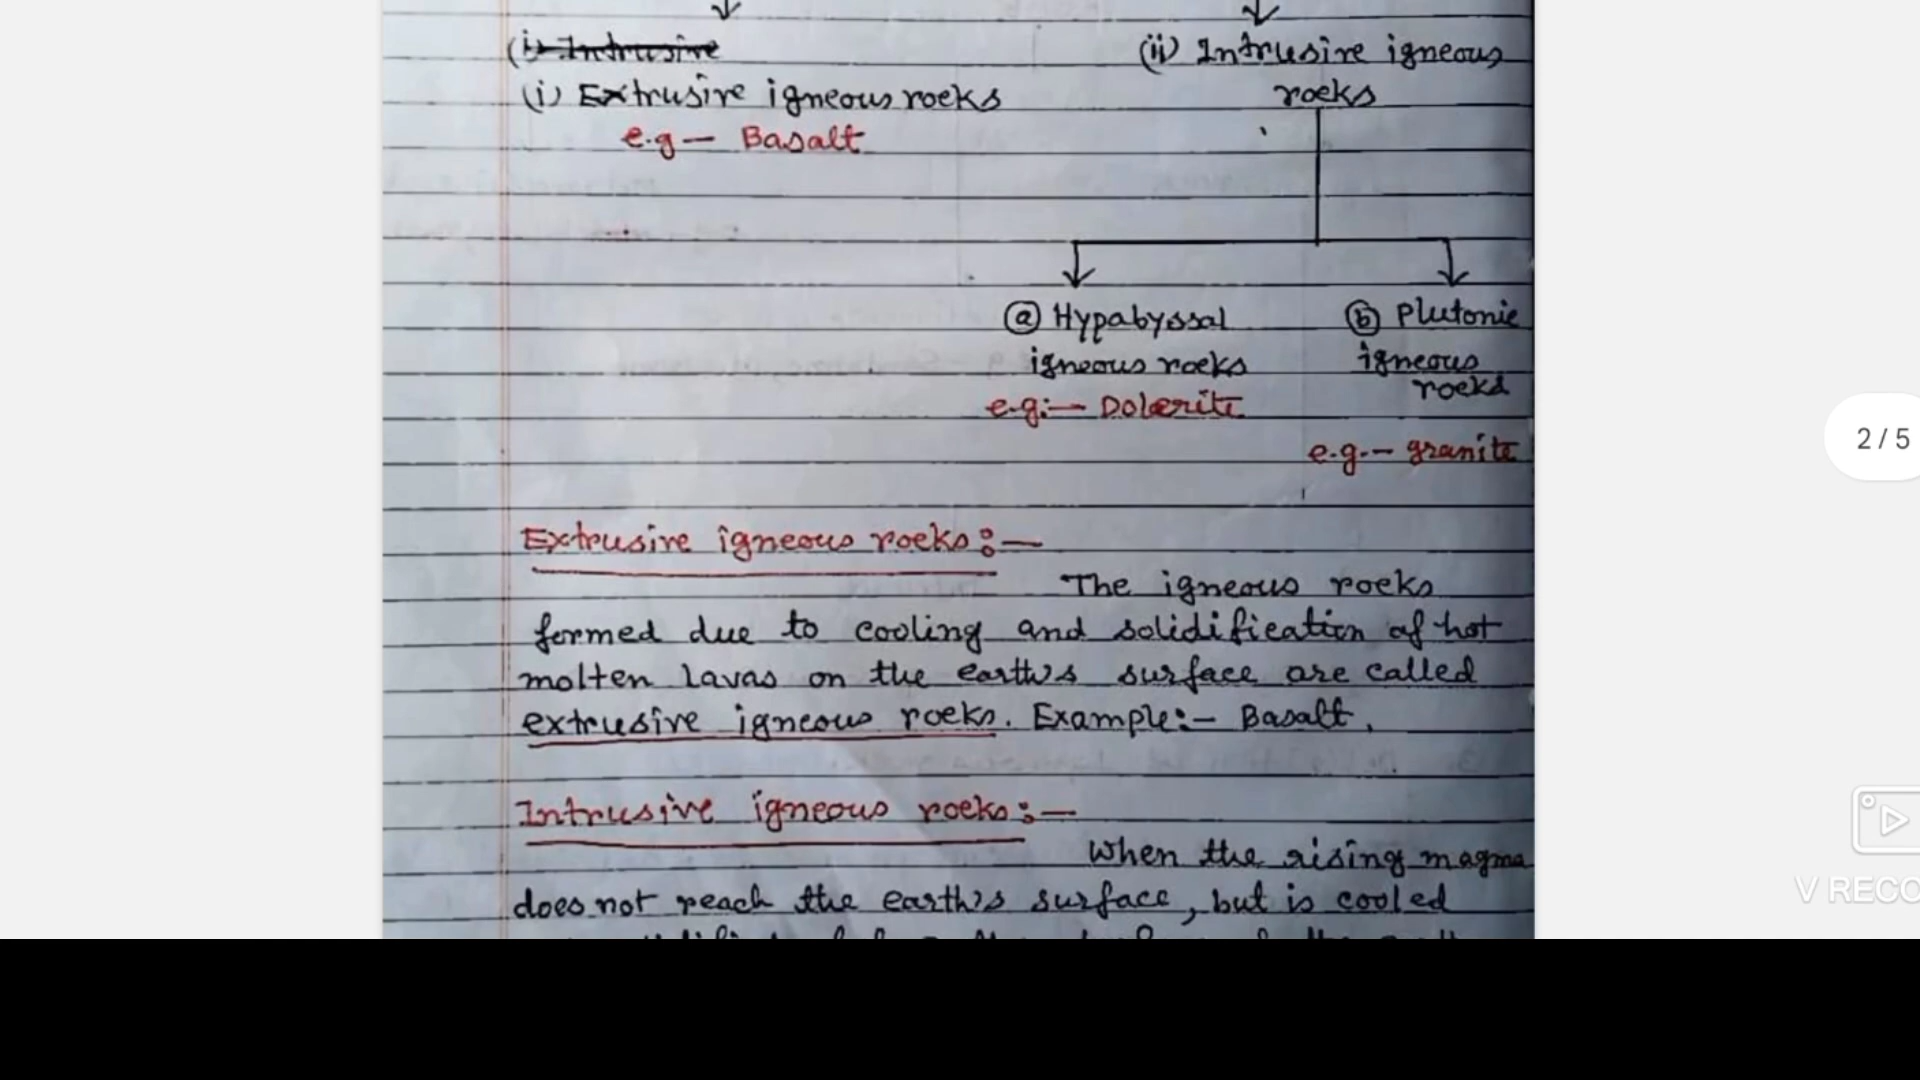 (i) Intrusive
(ii) Intrusive igneous
rocks
(i) Extrusive igneous rocks
e.g — Basalt
(a) Hypabyssal
igneous rocks
e.g:— Dolerite
(b) Plutonic
igneous
rocks
e.g.— granite
Extrusive igneous rocks:—
The igneous rocks
formed due to cooling and solidification of hot
molten lavas on the earth's surface are called
extrusive igneous rocks. Example:— Basalt.
Intrusive igneous rocks:—
When the rising magma
does not reach the earth's surface, but is cooled
2 / 5
V RECO